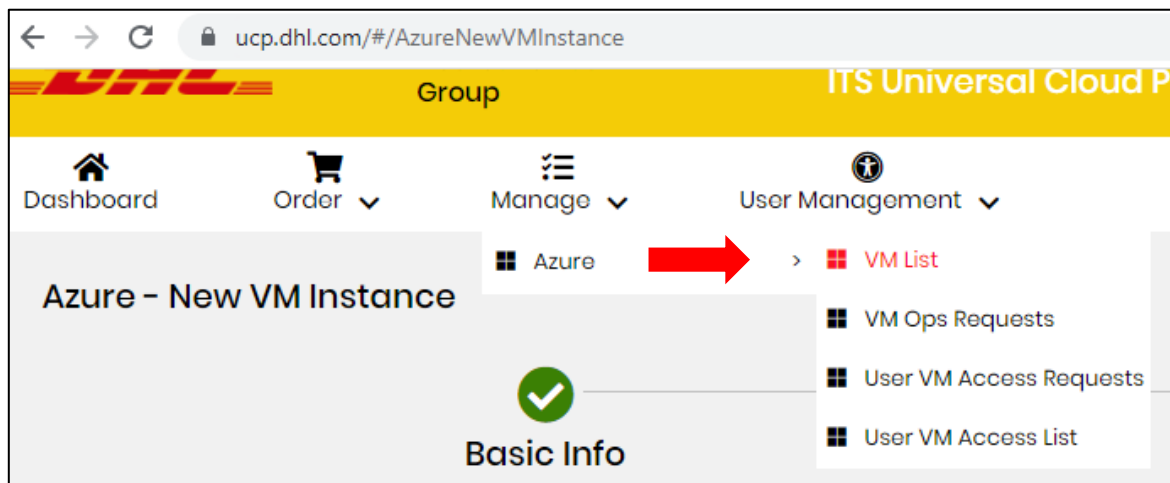 ucp.dhl.com/#/AzureNewVMInstance
Group
ITS Universal Cloud P
Dashboard
Order
Manage
User Management
Azure
> VM List
Azure - New VM Instance
VM Ops Requests
User VM Access Requests
User VM Access List
Basic Info